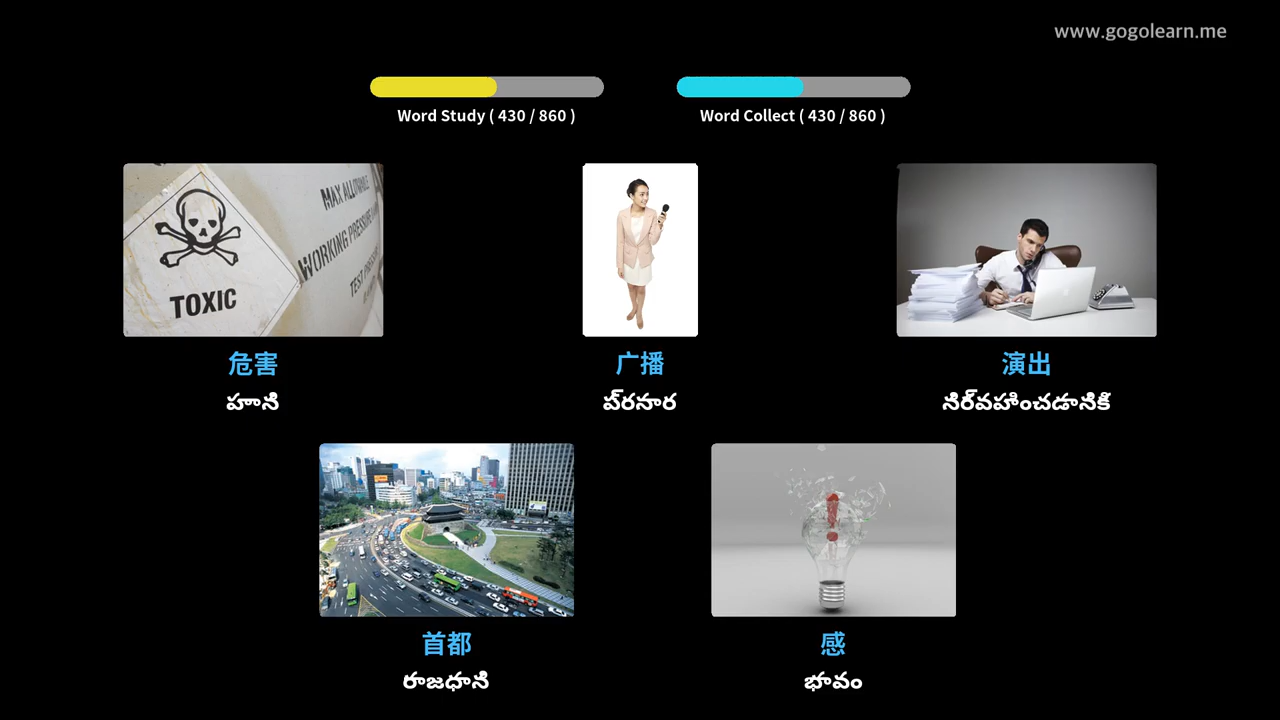 www.gogolearn.me
Word Study ( 430 / 860 )
Word Collect ( 430 / 860 )
MAX ALLOWABLE
WORKING PRESSURE
TEST
TOXIC
危害
广播
演出
హాని
ప్‌రసార
నిర్‌వహించడానికి
首都
感
రాజధాని
భావం